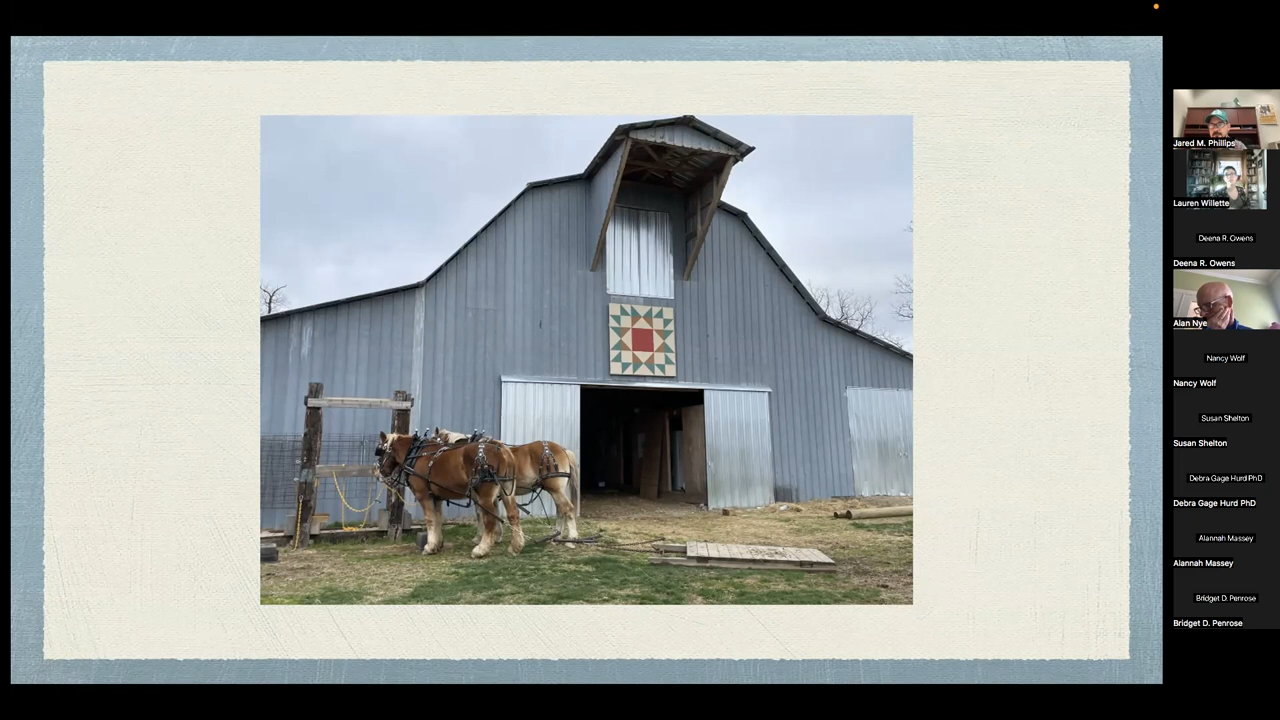 Jared M. Phillips
Lauren Willette
Deena R. Owens
Deena R. Owens
Alan Nye
Nancy Wolf
Nancy Wolf
Susan Shelton
Susan Shelton
Debra Gage Hurd PhD
Debra Gage Hurd PhD
Alannah Massey
Alannah Massey
Bridget D. Penrose
Bridget D. Penrose